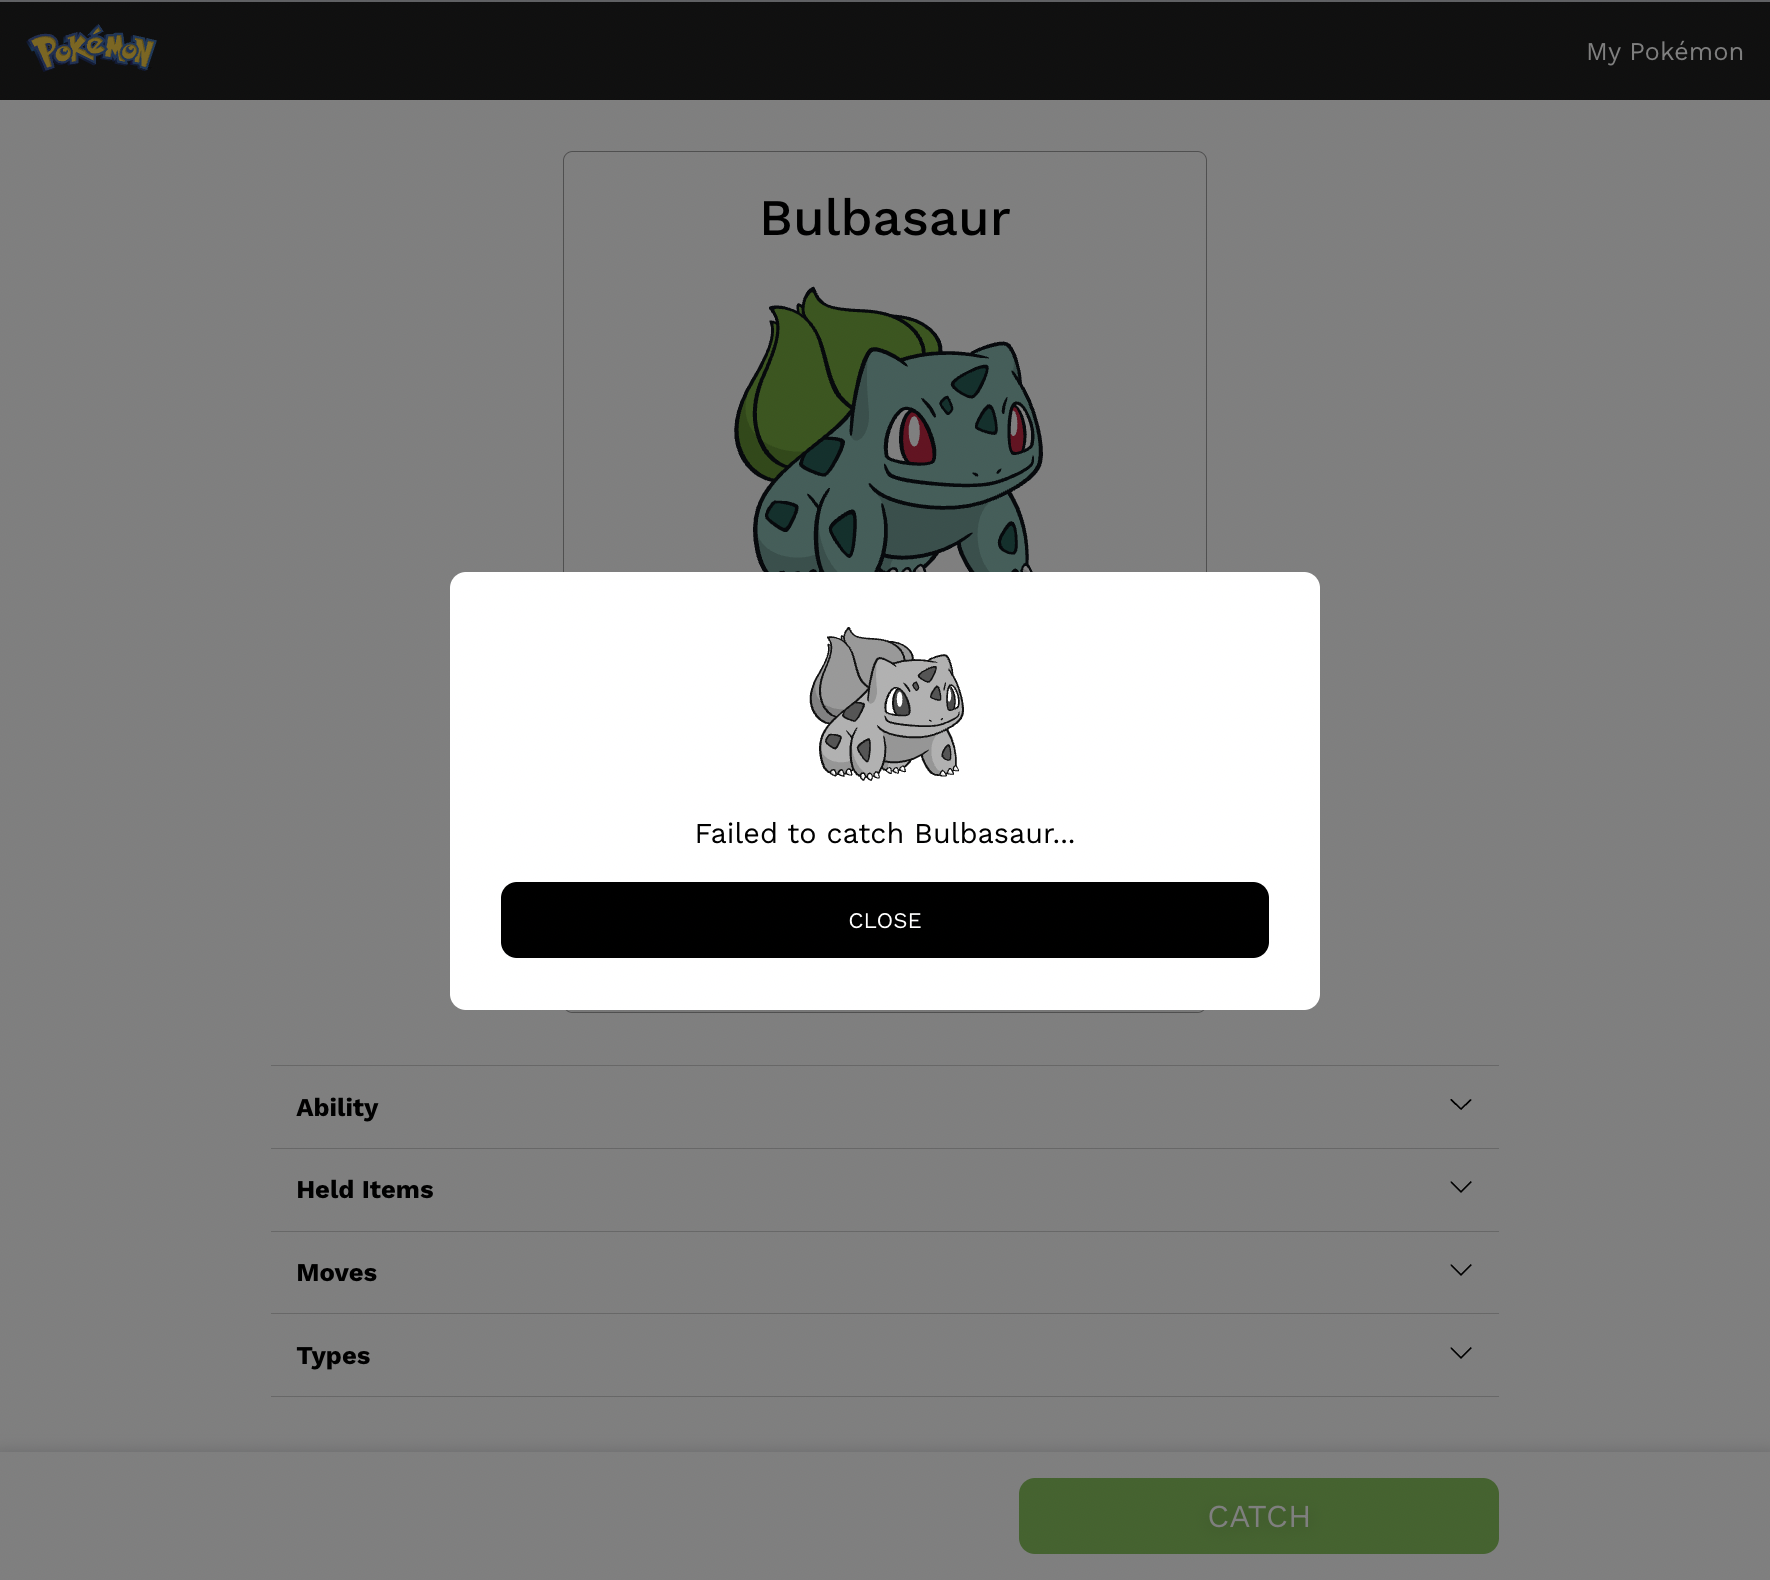 Pokémon
My Pokémon
Bulbasaur
Failed to catch Bulbasaur...
CLOSE
Ability
Held Items
Moves
Types
CATCH